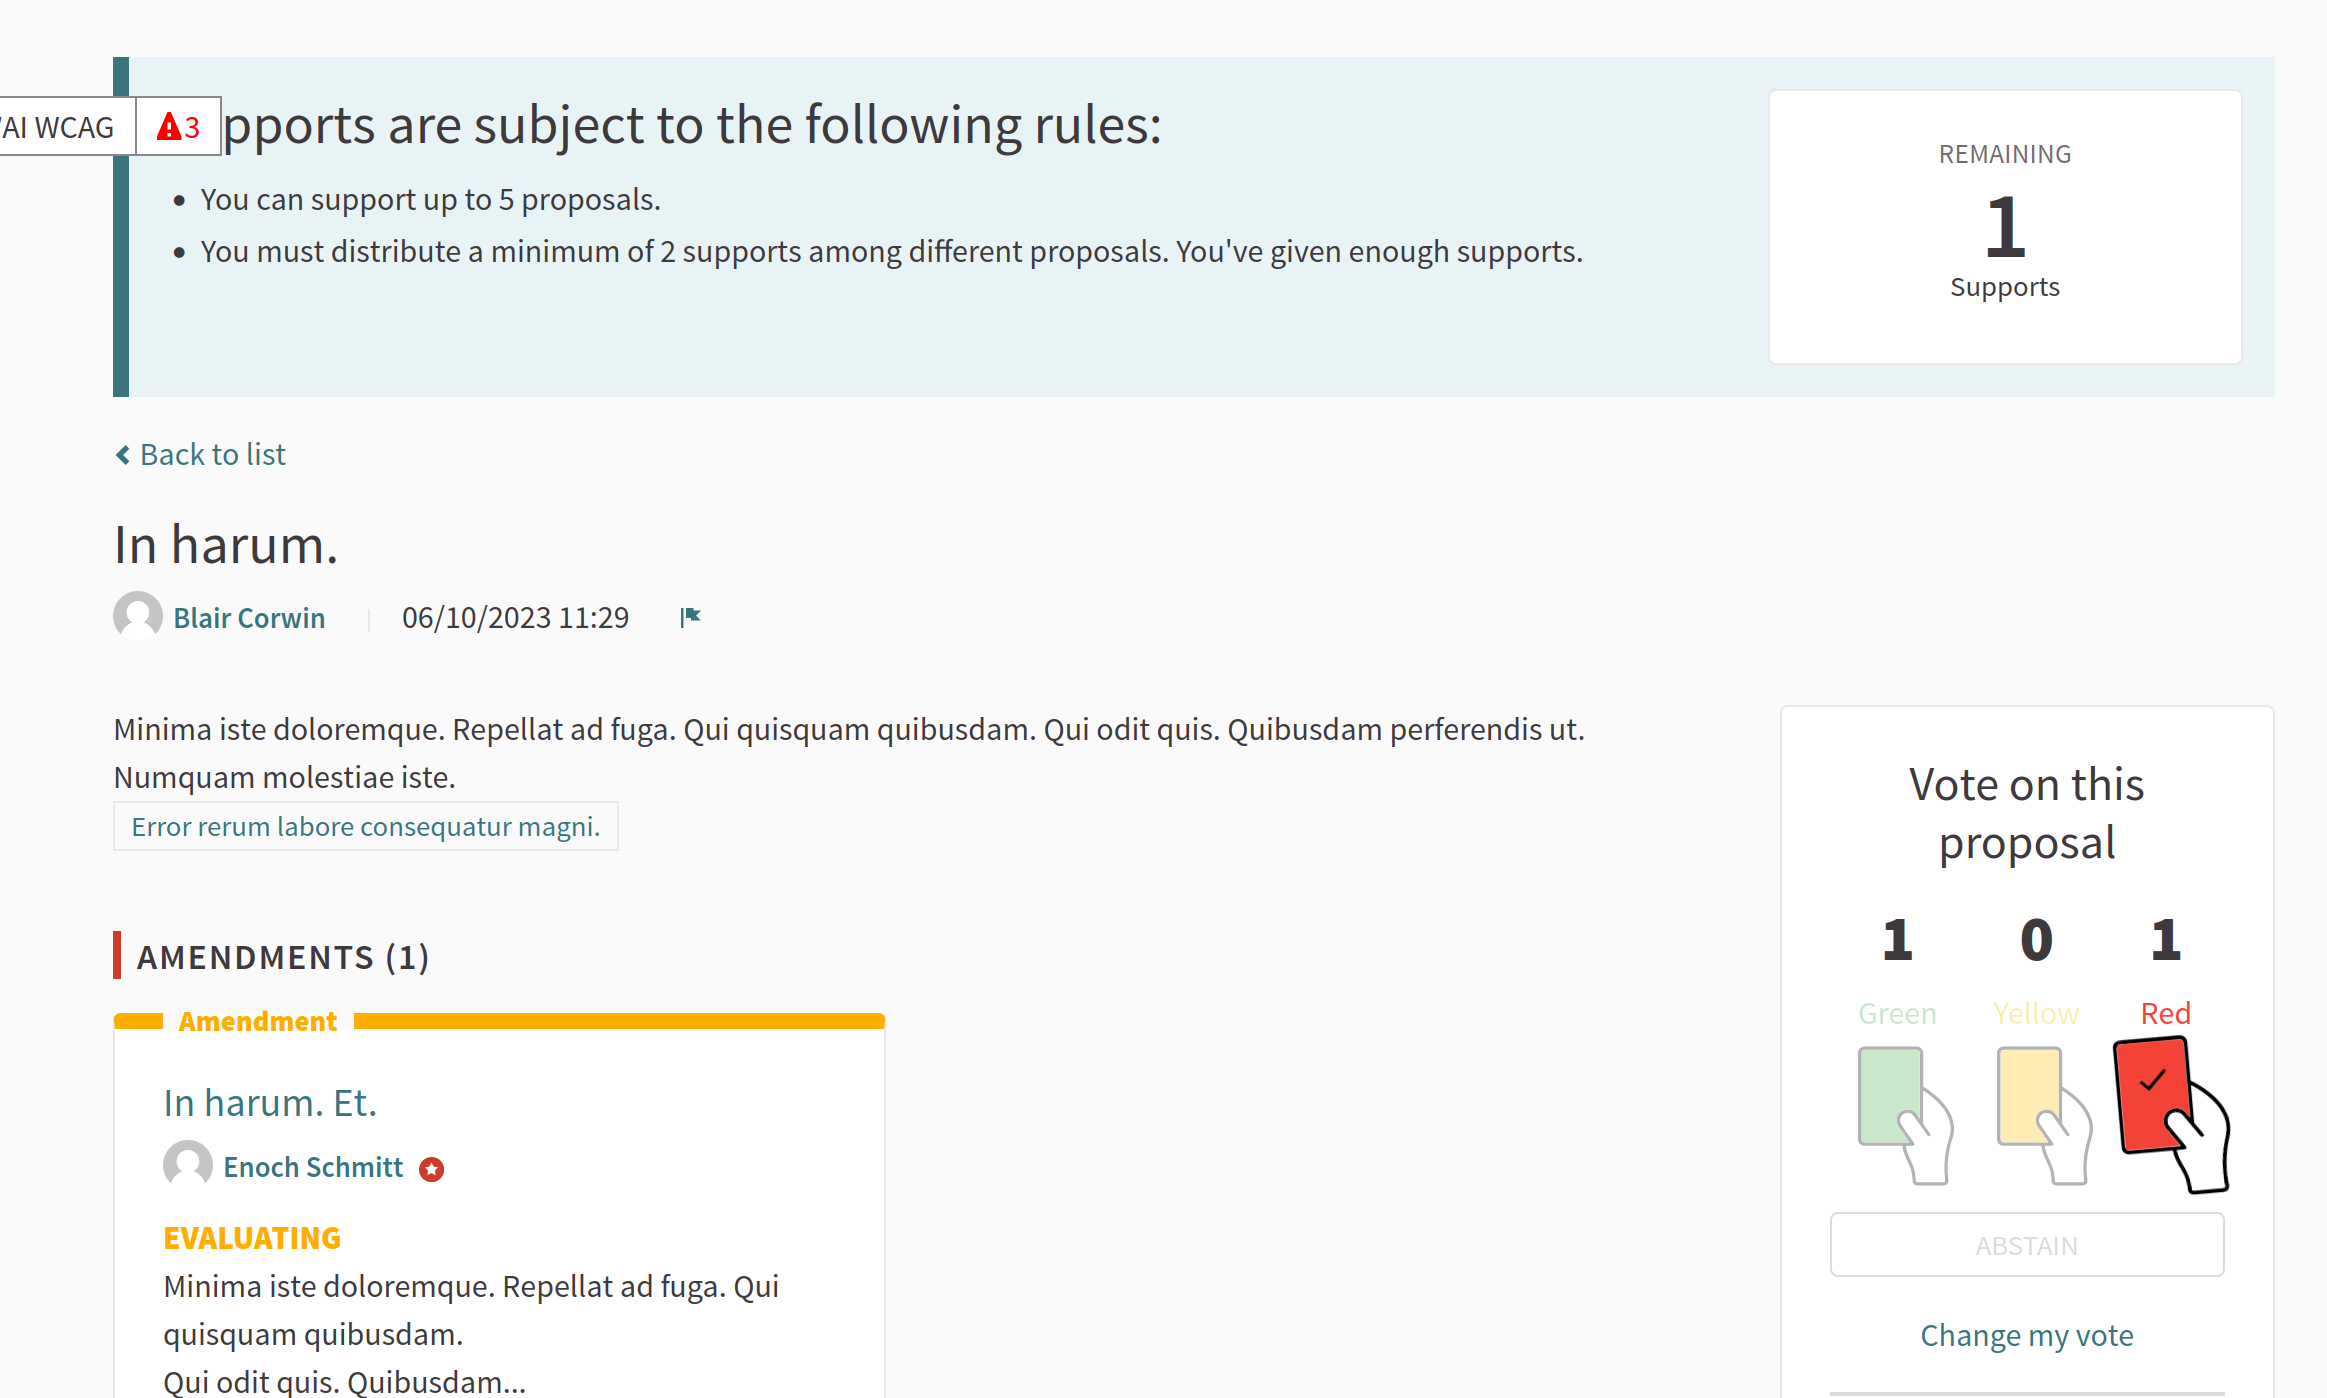 AI WCAG
3
pports are subject to the following rules:
• You can support up to 5 proposals.
• You must distribute a minimum of 2 supports among different proposals. You've given enough supports.
REMAINING
1
Supports
Back to list
In harum.
Blair Corwin
06/10/2023 11:29
Minima iste doloremque. Repellat ad fuga. Qui quisquam quibusdam. Qui odit quis. Quibusdam perferendis ut.
Numquam molestiae iste.
Error rerum labore consequatur magni.
AMENDMENTS (1)
Amendment
In harum. Et.
Enoch Schmitt
EVALUATING
Minima iste doloremque. Repellat ad fuga. Qui
quisquam quibusdam.
Qui odit quis. Quibusdam...
Vote on this
proposal
1 0 1
Green Yellow Red
ABSTAIN
Change my vote